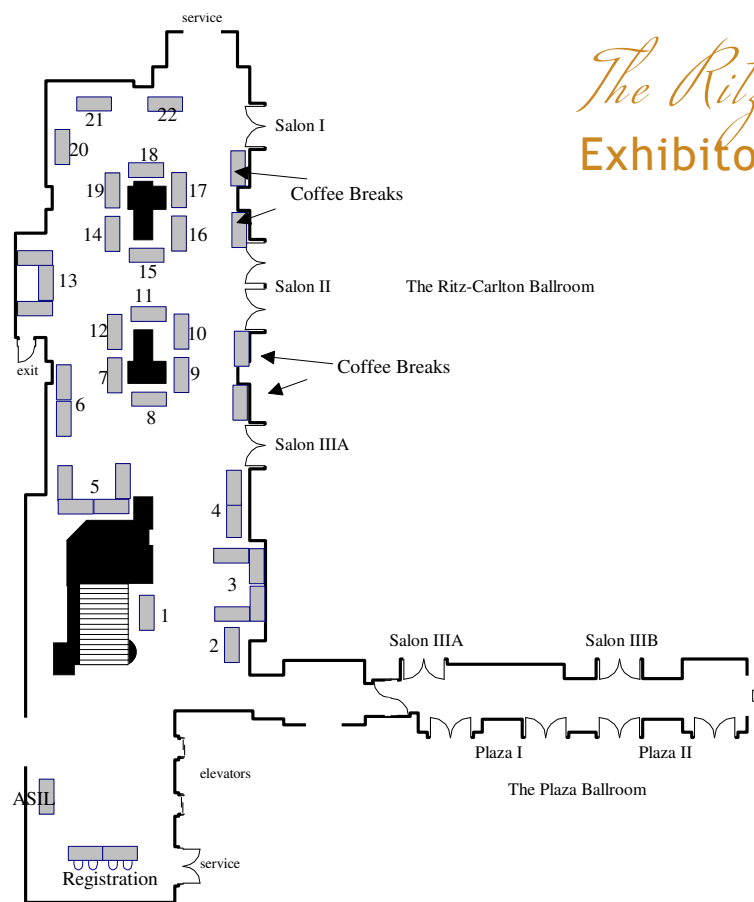 service
The Ritz
Exhibito
21
22
Salon I
20
18
19
17
Coffee Breaks
14
16
15
13
Salon II
The Ritz-Carlton Ballroom
11
12
10
exit
7
9
Coffee Breaks
6
8
Salon IIIA
5
4
3
1
2
Salon IIIA
Salon IIIB
Plaza I
Plaza II
elevators
The Plaza Ballroom
ASIL
service
Registration